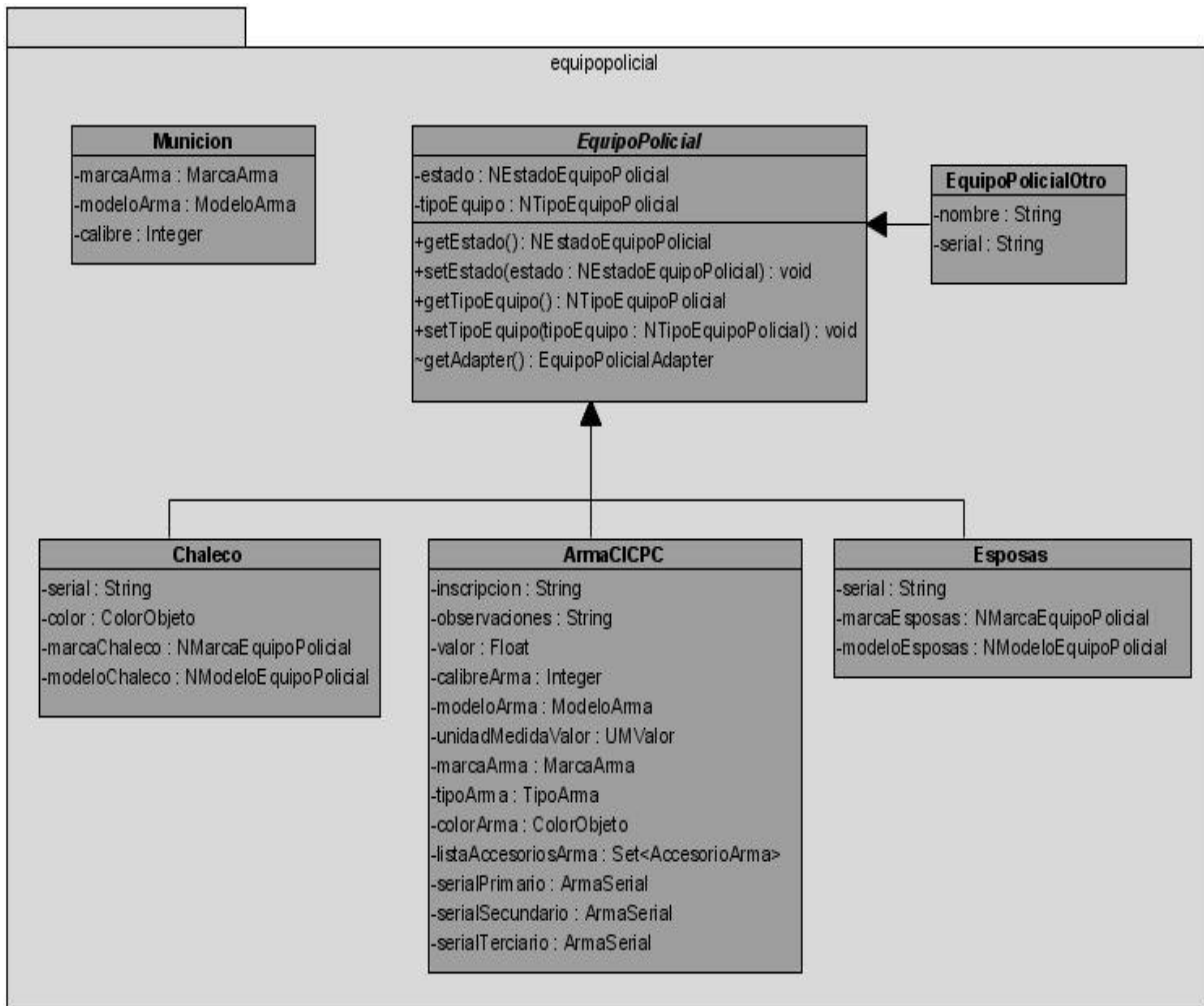 equipopolicial
Municion
-marcaArma : MarcaArma
-modeloArma : ModeloArma
-calibre : Integer
EquipoPolicial
-estado : NEstadoEquipoPolicial
-tipoEquipo : NTipoEquipoPolicial
+getEstado() : NEstadoEquipoPolicial
+setEstado(estado : NEstadoEquipoPolicial) : void
+getTipoEquipo() : NTipoEquipoPolicial
+setTipoEquipo(tipoEquipo : NTipoEquipoPolicial) : void
~getAdapter() : EquipoPolicialAdapter
EquipoPolicialOtro
-nombre : String
-serial : String
Chaleco
-serial : String
-color : ColorObjeto
-marcaChaleco : NMarcaEquipoPolicial
-modeloChaleco : NModeloEquipoPolicial
ArmaCICPC
-inscripcion : String
-observaciones : String
-valor : Float
-calibreArma : Integer
-modeloArma : ModeloArma
-unidadMedidaValor : UMValor
-marcaArma : MarcaArma
-tipoArma : TipoArma
-colorArma : ColorObjeto
-listaAccesoriosArma : Set<AccesorioArma>
-serialPrimario : ArmaSerial
-serialSecundario : ArmaSerial
-serialTerciario : ArmaSerial
Esposas
-serial : String
-marcaEsposas : NMarcaEquipoPolicial
-modeloEsposas : NModeloEquipoPolicial